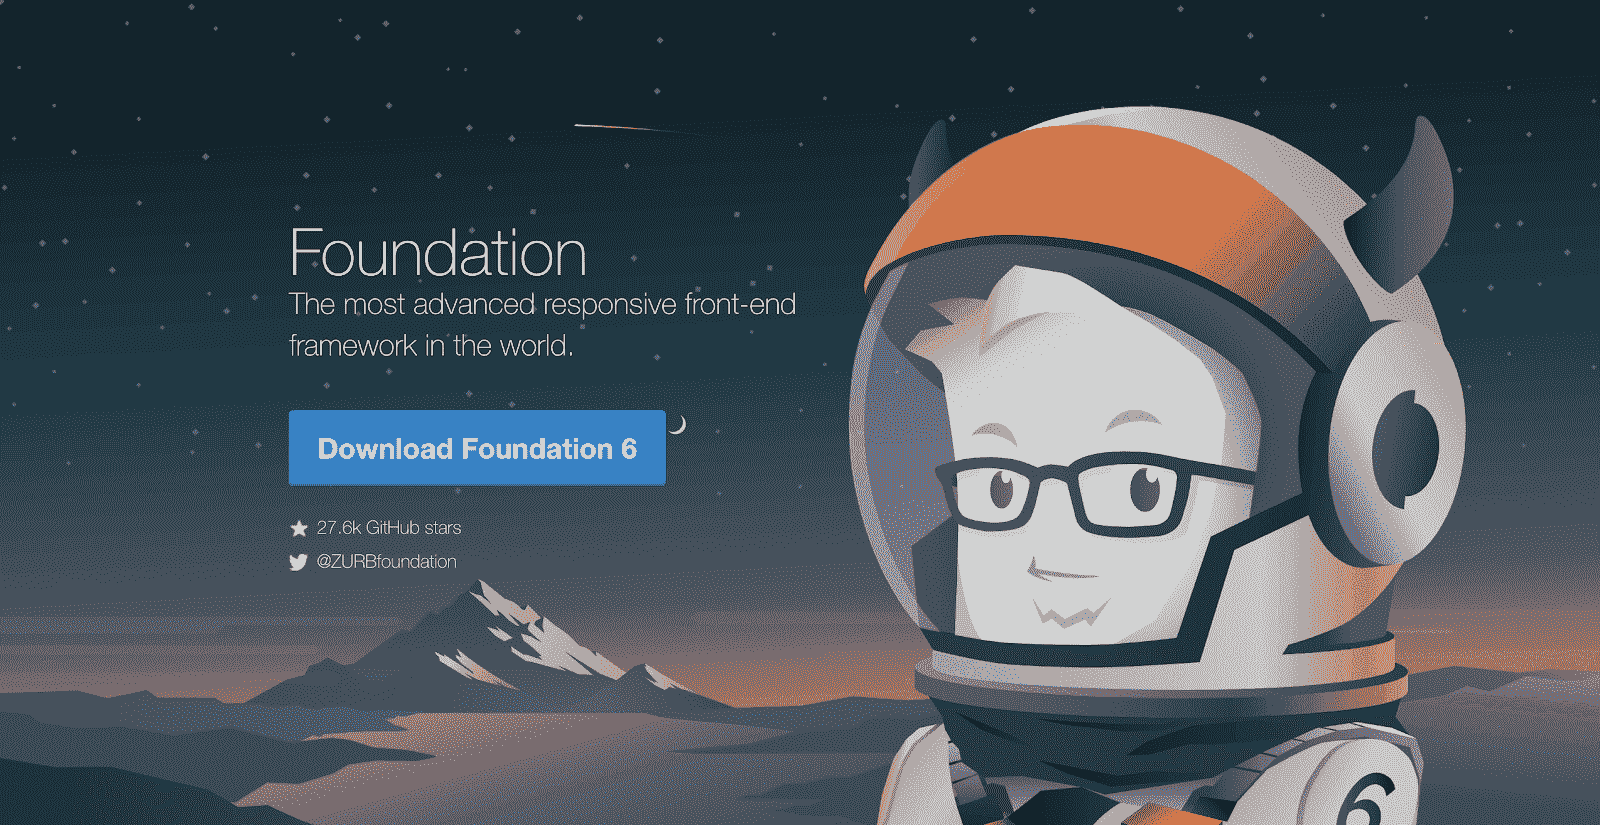 Foundation
The most advanced responsive front-end
framework in the world.
Download Foundation 6
27.6k GitHub stars
@ZURBfoundation
6